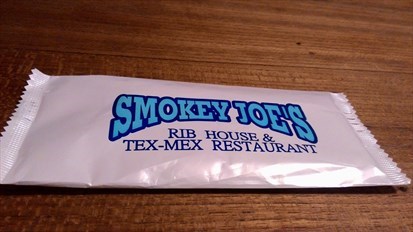 SMOKEY JOE'S
RIB HOUSE &
TEX-MEX RESTAURANT